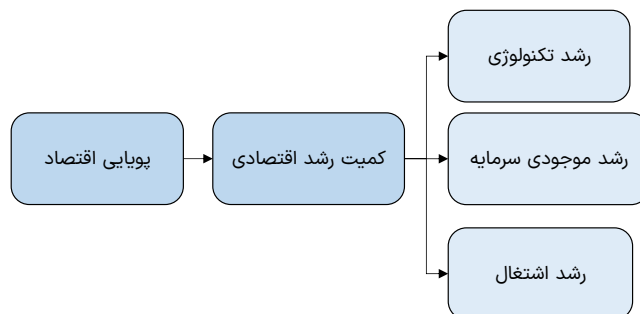 پویایی اقتصاد
کمیت رشد اقتصادی
رشد تکنولوژی
رشد موجودی سرمایه
رشد اشتغال